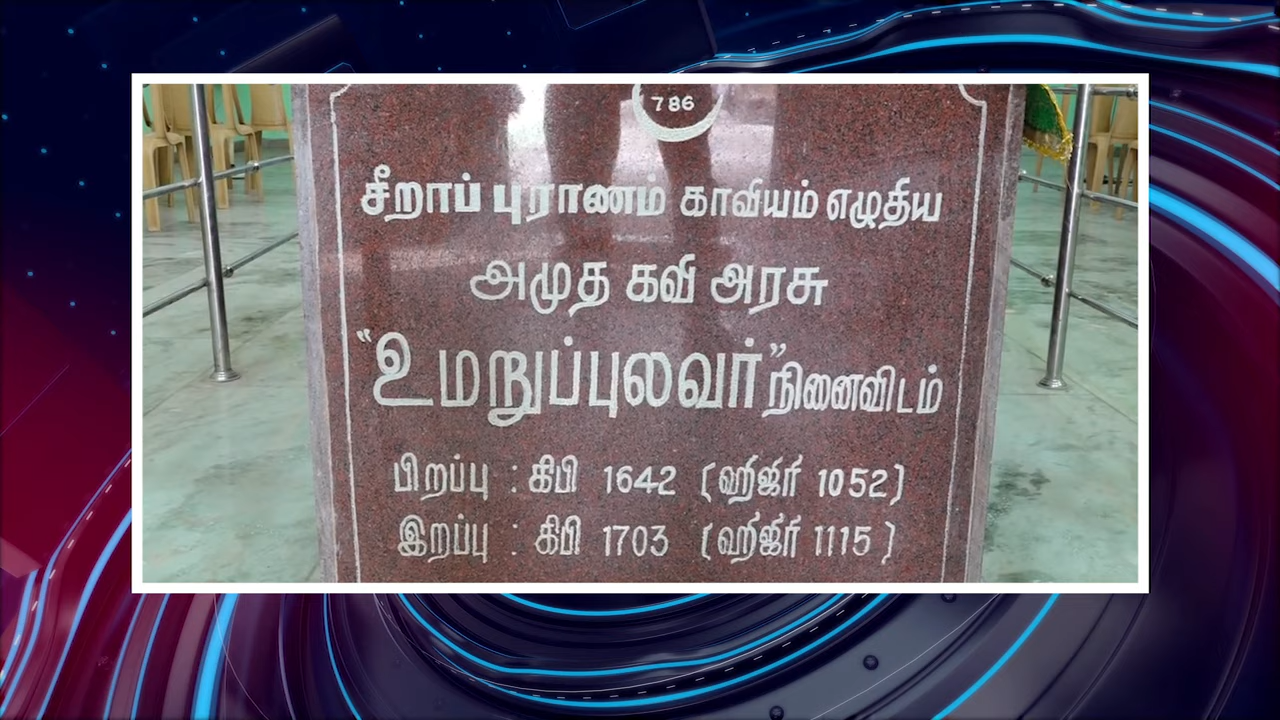 786
சீறாப் புராணம் காவியம் எழுதிய
அமுத கவி அரசு
"உமறுப்புலவர்" நினைவிடம்
பிறப்பு : கிபி 1642 (ஹிஜிரி 1052)
இறப்பு : கிபி 1703 (ஹிஜிரி 1115)